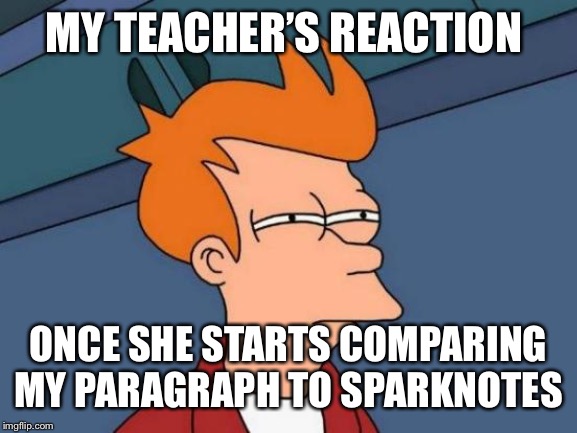 MY TEACHER’S REACTION
ONCE SHE STARTS COMPARING
MY PARAGRAPH TO SPARKNOTES
imgflip.com